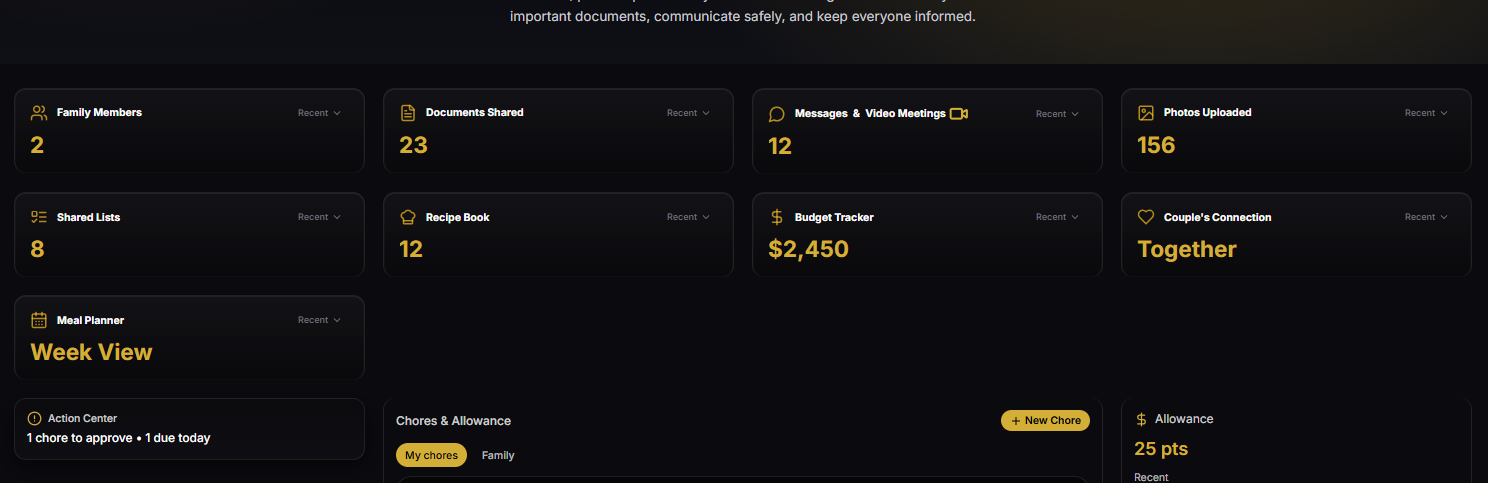 important documents, communicate safely, and keep everyone informed.
Family Members
Recent
2
Documents Shared
Recent
23
Messages & Video Meetings
Recent
12
Photos Uploaded
Recent
156
Shared Lists
Recent
8
Recipe Book
Recent
12
Budget Tracker
Recent
$2,450
Couple's Connection
Recent
Together
Meal Planner
Recent
Week View
Action Center
1 chore to approve • 1 due today
Chores & Allowance
+ New Chore
My chores
Family
Allowance
25 pts
Recent